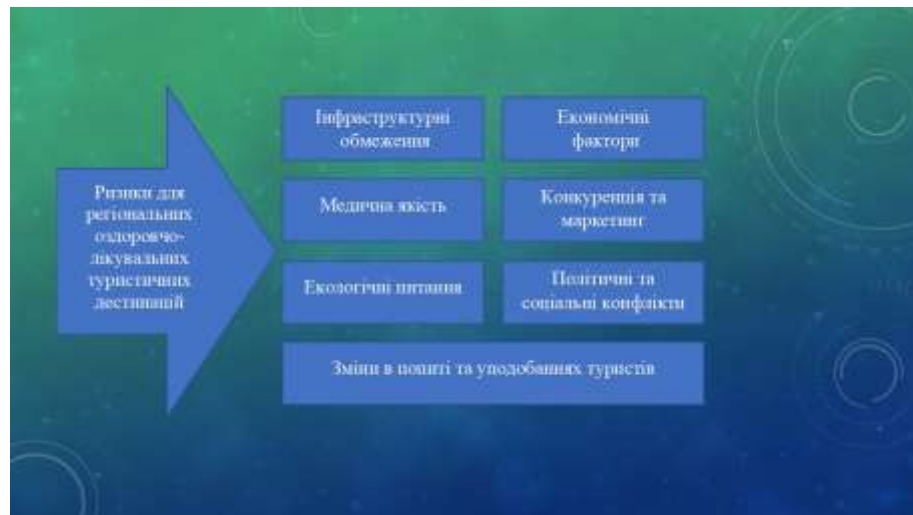 Ризики для
регіональних
оздоровчо-
лікувальних
туристичних
дестинацій
Інфраструктурні
обмеження
Економічні
фактори
Медична якість
Конкуренція та
маркетинг
Екологічні питання
Політичні та
соціальні конфлікти
Зміни в попиті та уподобаннях туристів